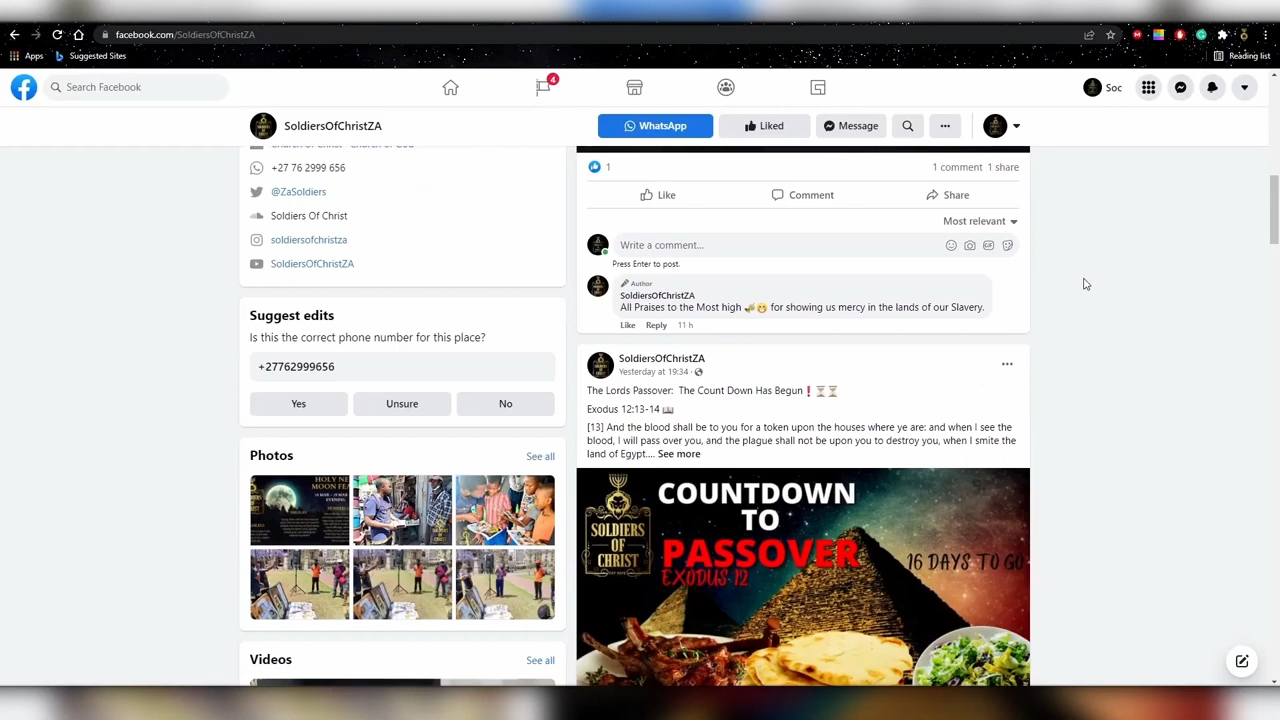 facebook.com/SoldiersOfChristZA
Apps
Suggested Sites
Reading list
Search Facebook
4
Soc
SoldiersOfChristZA
WhatsApp
Liked
Message
Church of Christ · Church of God
+27 76 2999 656
@ZaSoldiers
Soldiers Of Christ
soldiersofchristza
SoldiersOfChristZA
Suggest edits
Is this the correct phone number for this place?
+27762999656
Yes
Unsure
No
Photos
See all
HOLY NE
MOON FEA
Videos
See all
1
1 comment 1 share
Like
Comment
Share
Most relevant
Write a comment...
Press Enter to post.
Author
SoldiersOfChristZA
All Praises to the Most high 🎺😁 for showing us mercy in the lands of our Slavery.
Like Reply 11 h
SoldiersOfChristZA
Yesterday at 19:34 ·
The Lords Passover: The Count Down Has Begun❗⏳⏳
Exodus 12:13-14 📖
[13] And the blood shall be to you for a token upon the houses where ye are: and when I see the
blood, I will pass over you, and the plague shall not be upon you to destroy you, when I smite the
land of Egypt.... See more
SOLDIERS
OF
CHRIST
COUNTDOWN
TO
PASSOVER
EXODUS 12
16 DAYS TO GO